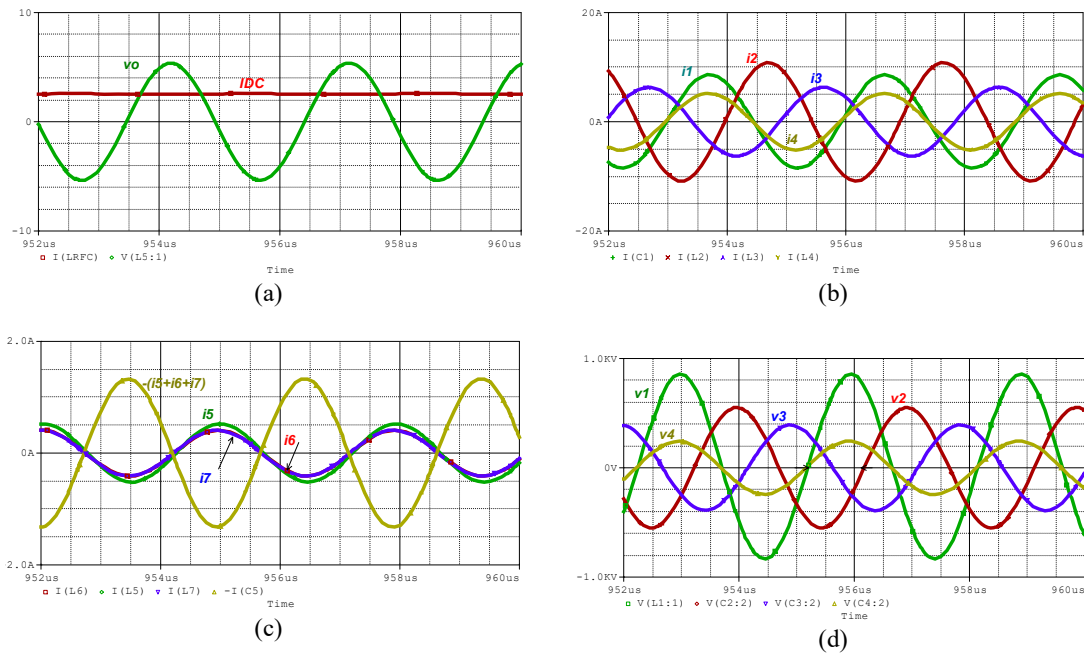 10
vo
IDC
0
-10
952us 954us 956us 958us 960us
I(LRFC) V(L5:1)
Time
(a)
20A
i2
i1
i3
0A
i4
-20A
952us 954us 956us 958us 960us
I(C1) I(L2) I(L3) I(L4)
Time
(b)
2.0A
-(i5+i6+i7)
i5
i6
0A
i7
2.0A
952us 954us 956us 958us 960us
I(L6) I(L5) I(L7) -I(C5)
Time
(c)
1.0KV
v1
v2
v3
v4
0V
-1.0KV
952us 954us 956us 958us 960us
V(L1:1) V(C2:2) V(C3:2) V(C4:2)
Time
(d)